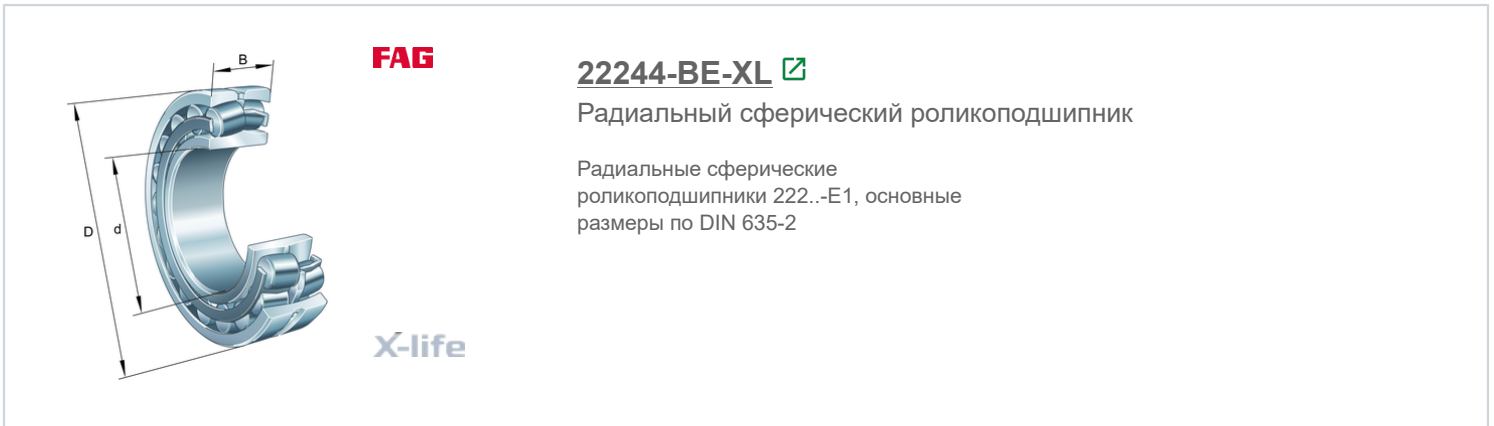 B
D
d
FAG
X-life
22244-BE-XL
Радиальный сферический роликоподшипник
Радиальные сферические
роликоподшипники 222..-E1, основные
размеры по DIN 635-2